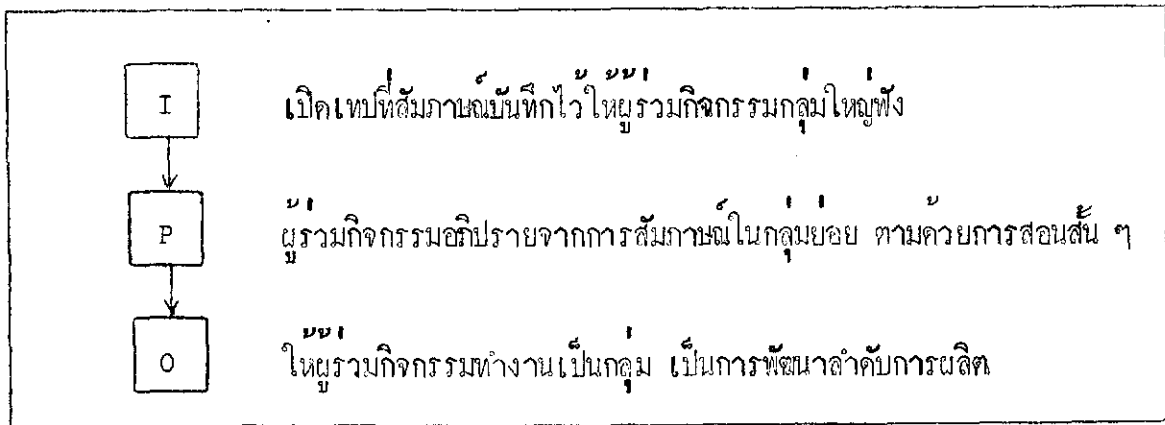 I เปิดเทปที่สัมภาษณ์บันทึกไว้ให้ผู้ร่วมกิจกรรมกลุ่มใหญ่ฟัง
P ผู้ร่วมกิจกรรมอภิปรายจากการสัมภาษณ์ในกลุ่มย่อย ตามด้วยการสอนสั้น ๆ
O ให้ผู้ร่วมกิจกรรมทำงานเป็นกลุ่ม เป็นการพัฒนาลำดับการผลิต